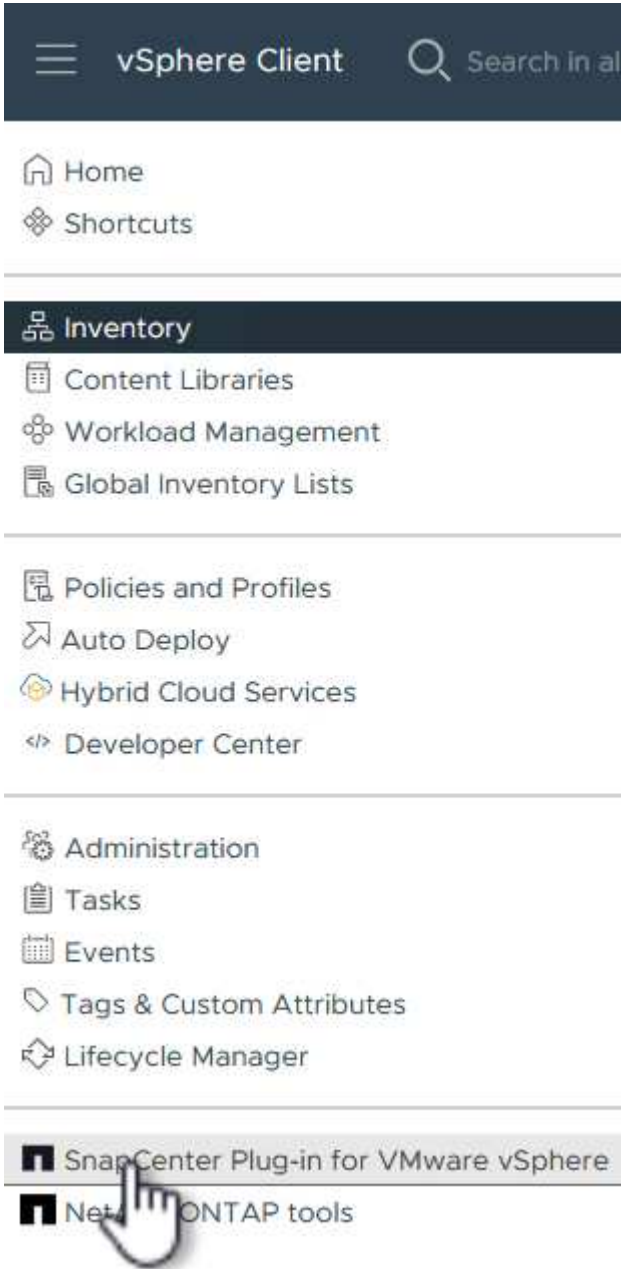 vSphere Client Search in al
Home
Shortcuts
Inventory
Content Libraries
Workload Management
Global Inventory Lists
Policies and Profiles
Auto Deploy
Hybrid Cloud Services
Developer Center
Administration
Tasks
Events
Tags & Custom Attributes
Lifecycle Manager
SnapCenter Plug-in for VMware vSphere
ONTAP tools